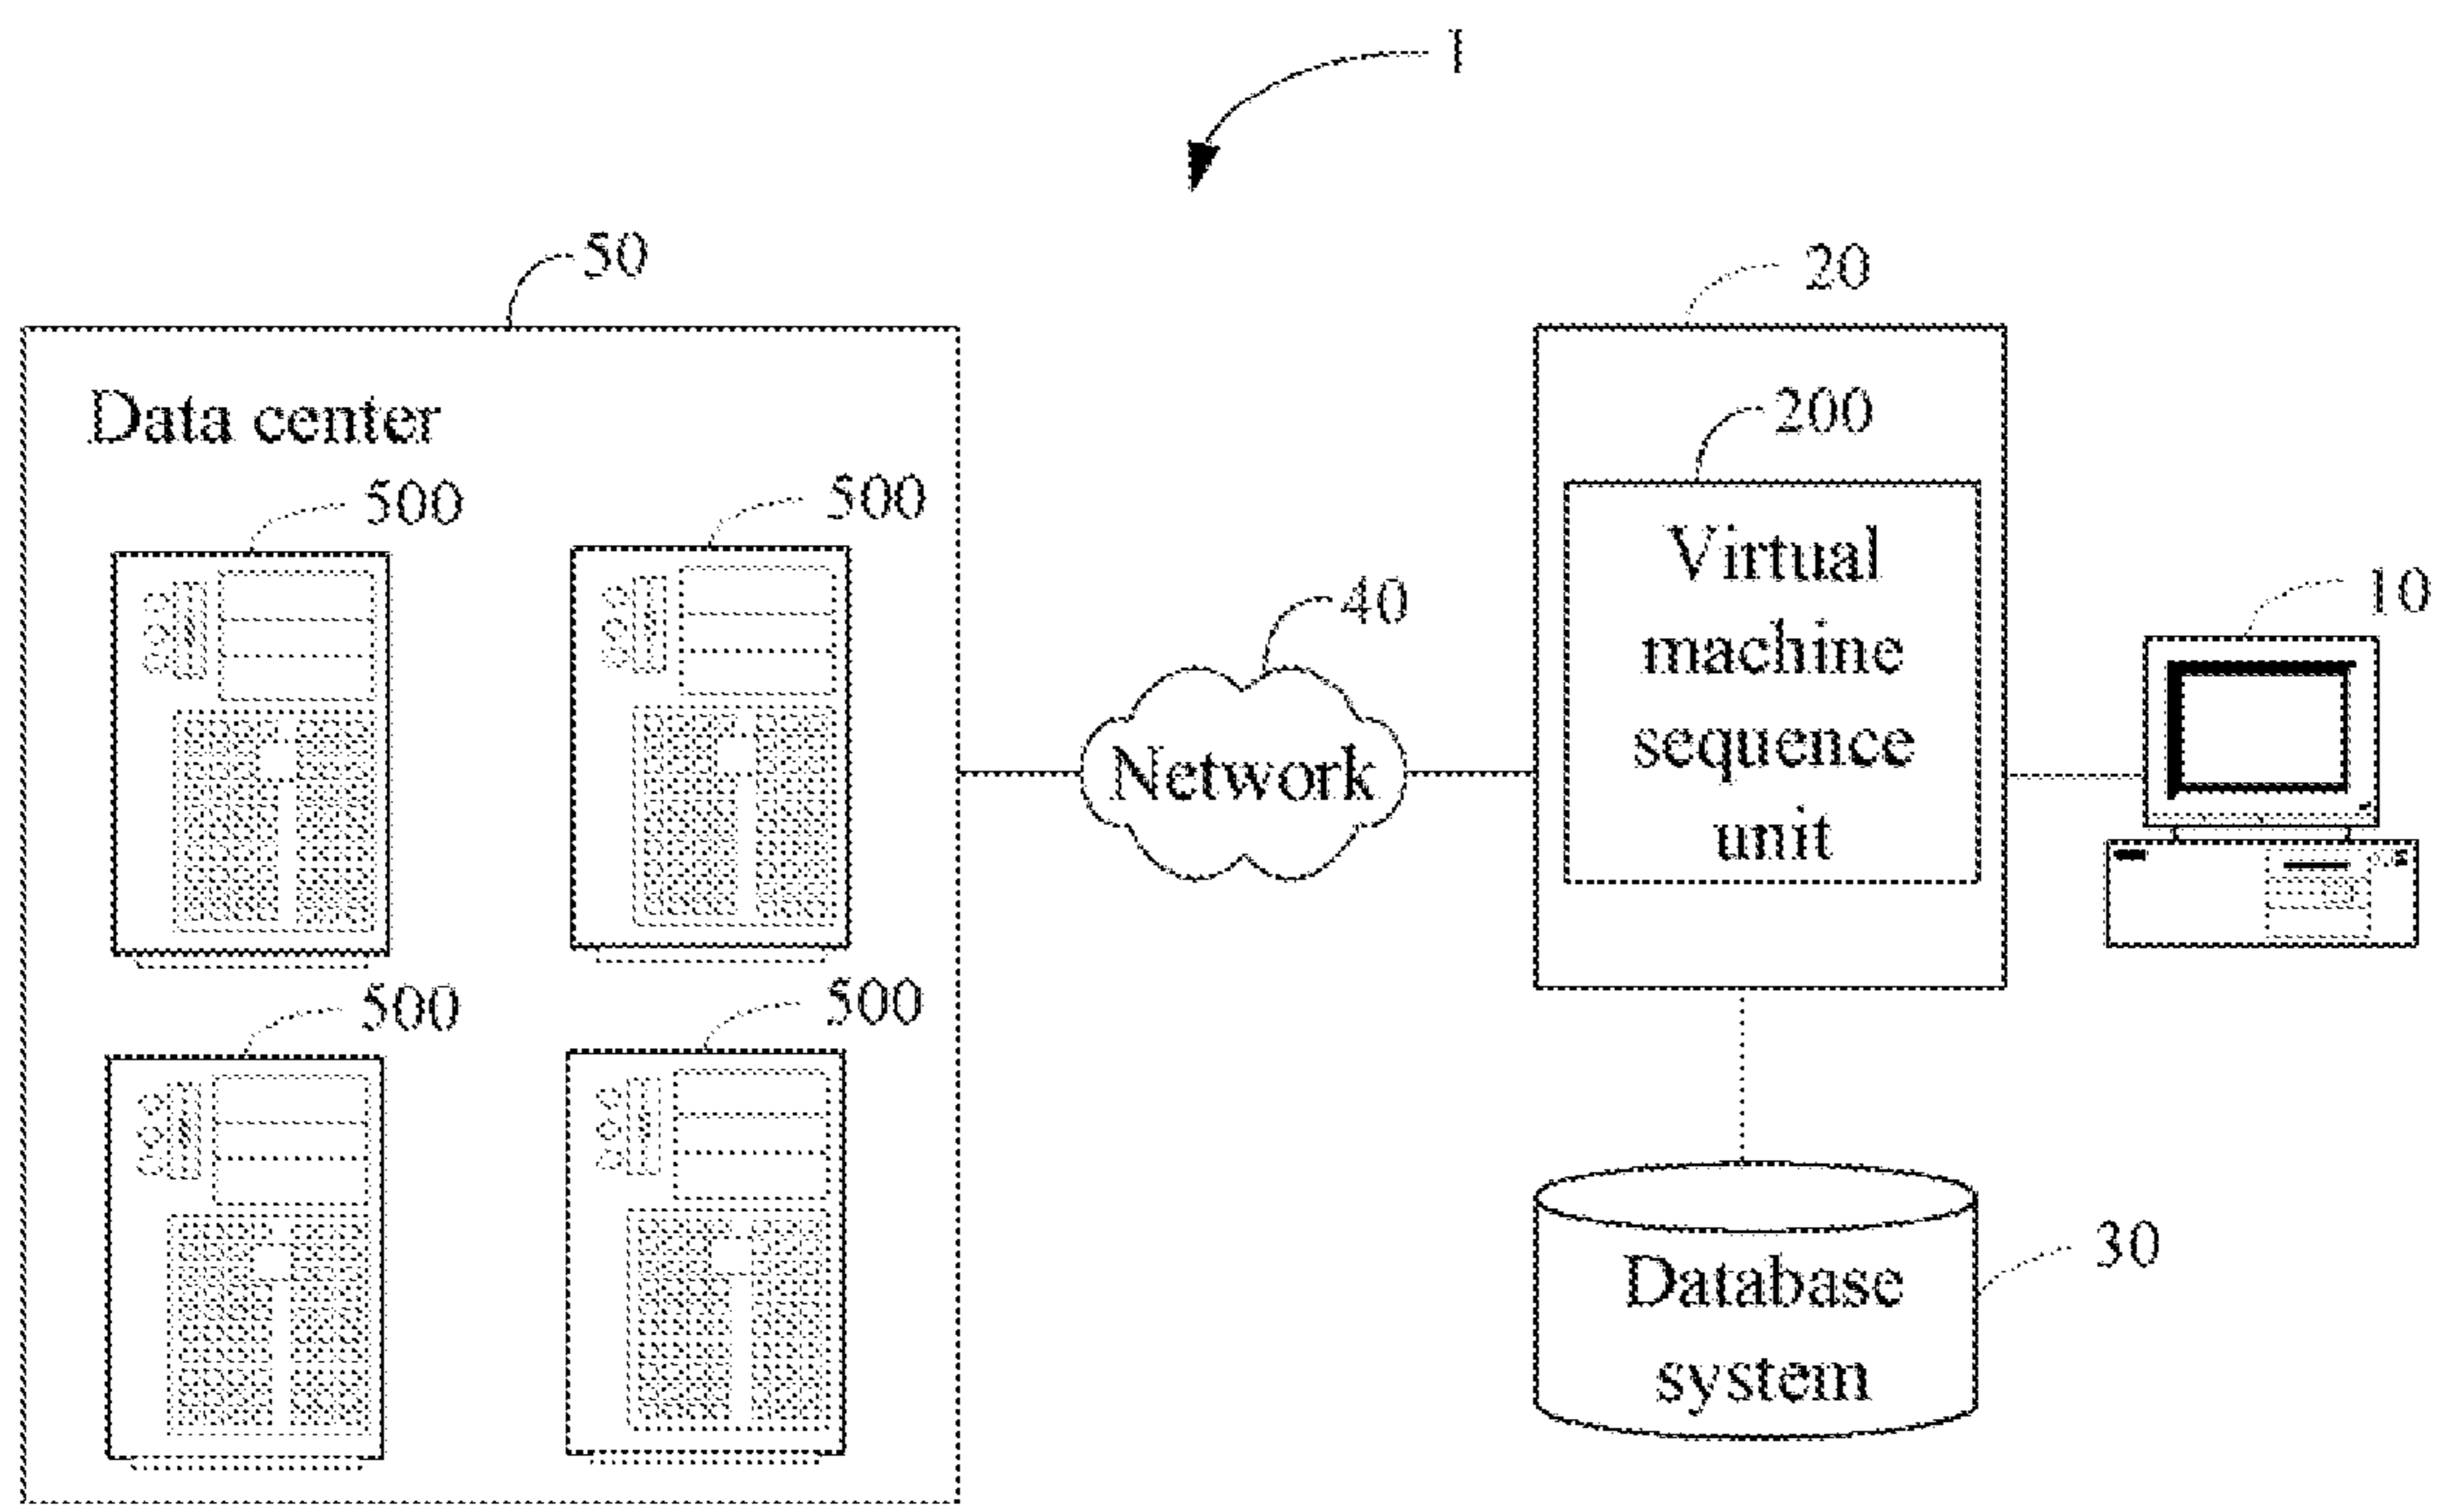 1
50
20
Data center
200
500
500
Virtual
machine
sequence
unit
40
10
Network
500
500
30
Database
system